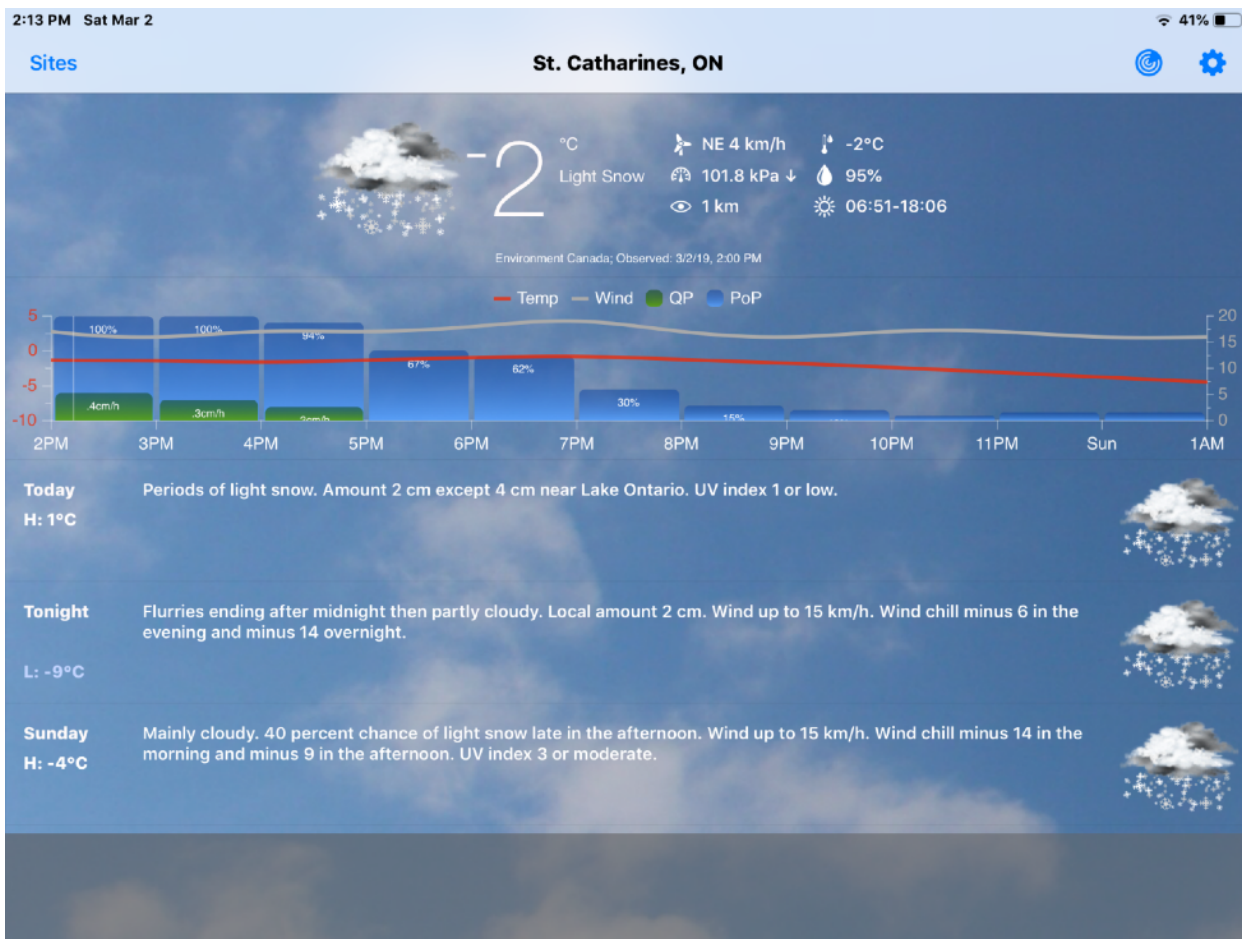 2:13 PM Sat Mar 2
41%
Sites
St. Catharines, ON
-2
°C
Light Snow
NE 4 km/h
-2°C
101.8 kPa ↓
95%
1 km
06:51-18:06
Environment Canada; Observed: 3/2/19, 2:00 PM
Temp Wind QP PoP
5
0
-5
-10
20
15
10
5
0
100%
100%
94%
67%
62%
30%
15%
.4cm/h
.3cm/h
2PM 3PM 4PM 5PM 6PM 7PM 8PM 9PM 10PM 11PM Sun 1AM
Today
H: 1°C
Periods of light snow. Amount 2 cm except 4 cm near Lake Ontario. UV index 1 or low.
Tonight
L: -9°C
Flurries ending after midnight then partly cloudy. Local amount 2 cm. Wind up to 15 km/h. Wind chill minus 6 in the
evening and minus 14 overnight.
Sunday
H: -4°C
Mainly cloudy. 40 percent chance of light snow late in the afternoon. Wind up to 15 km/h. Wind chill minus 14 in the
morning and minus 9 in the afternoon. UV index 3 or moderate.